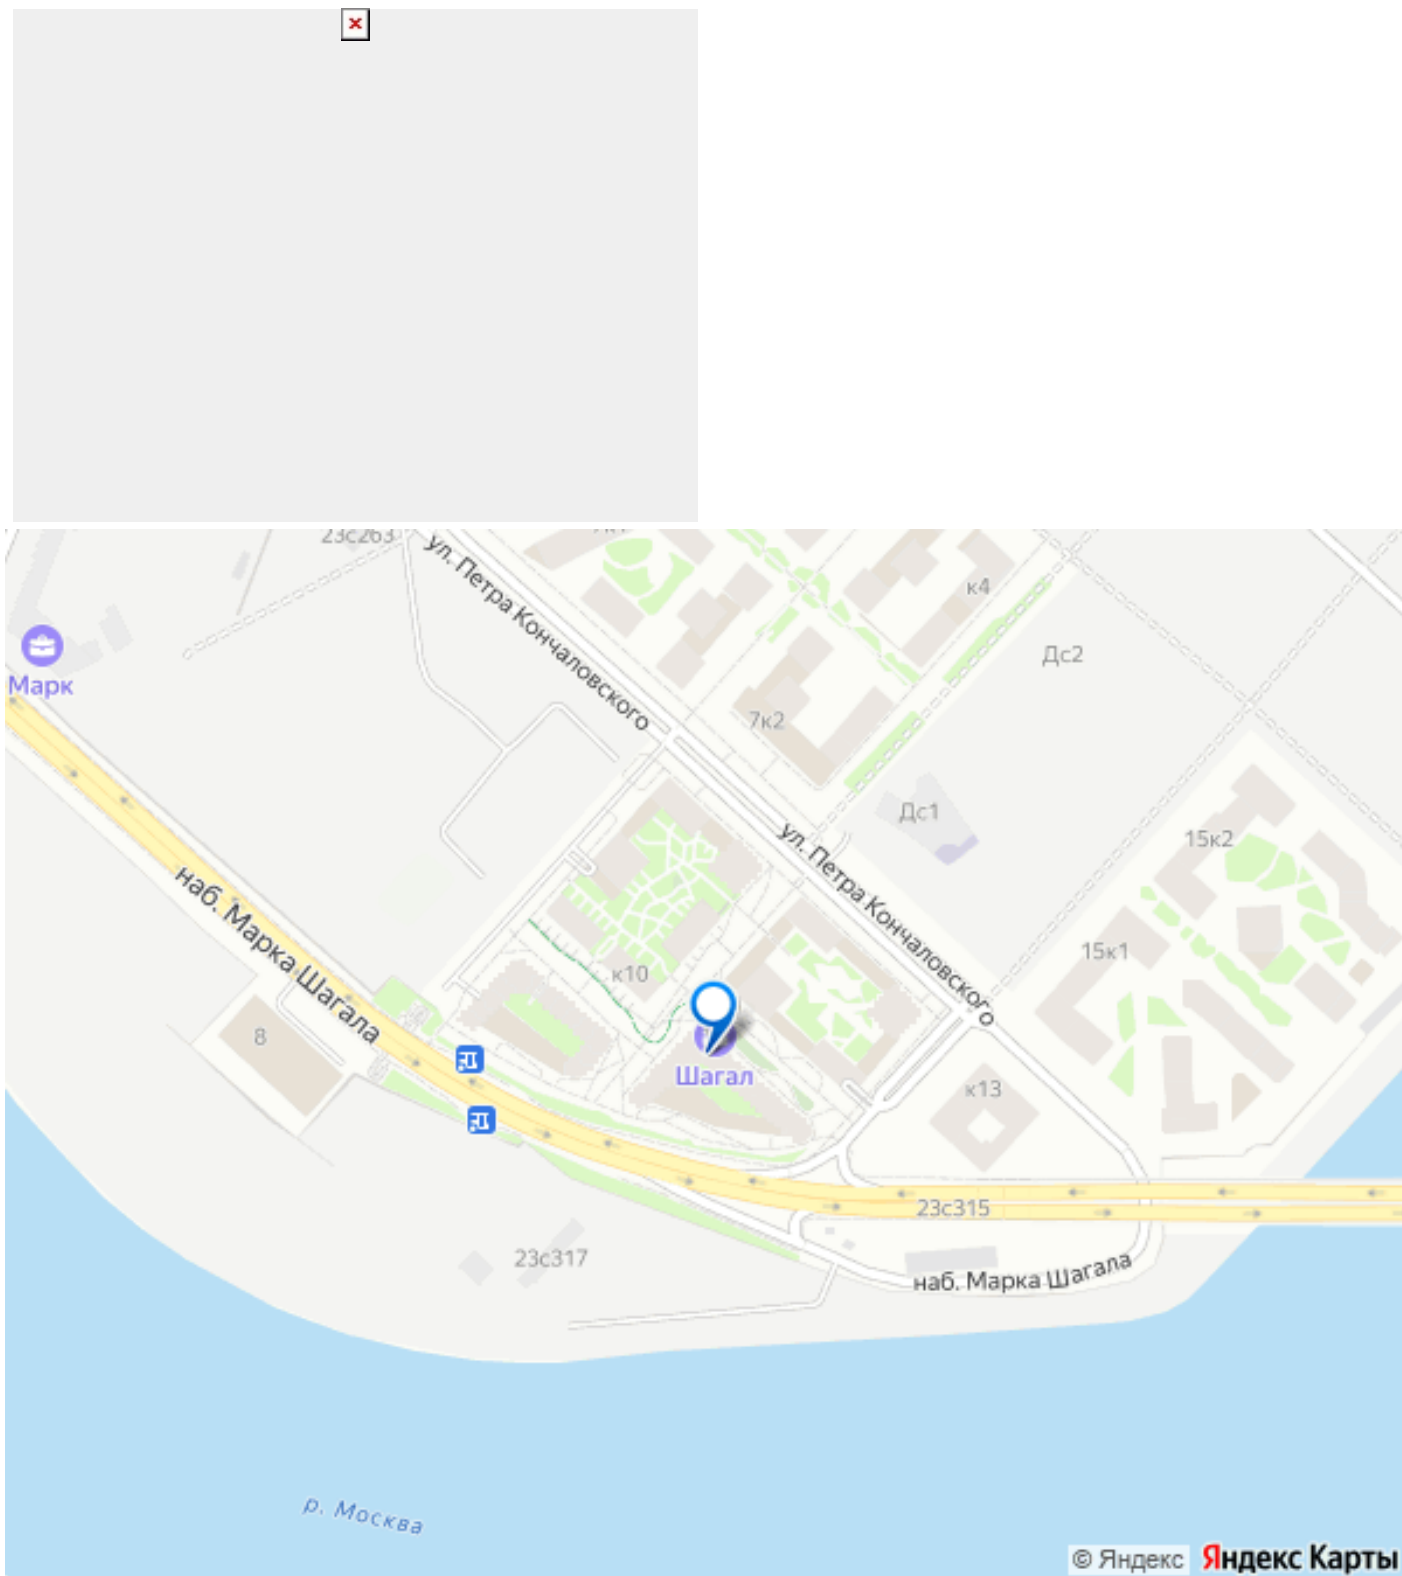 23с263
ул. Петра Кончаловского
к4
Дс2
Марк
7к2
Дс1
15к2
ул. Петра Кончаловского
наб. Марка Шагала
15к1
к10
8
Шагал
к13
23с315
23с317
наб. Марка Шагала
р. Москва
© Яндекс Яндекс Карты